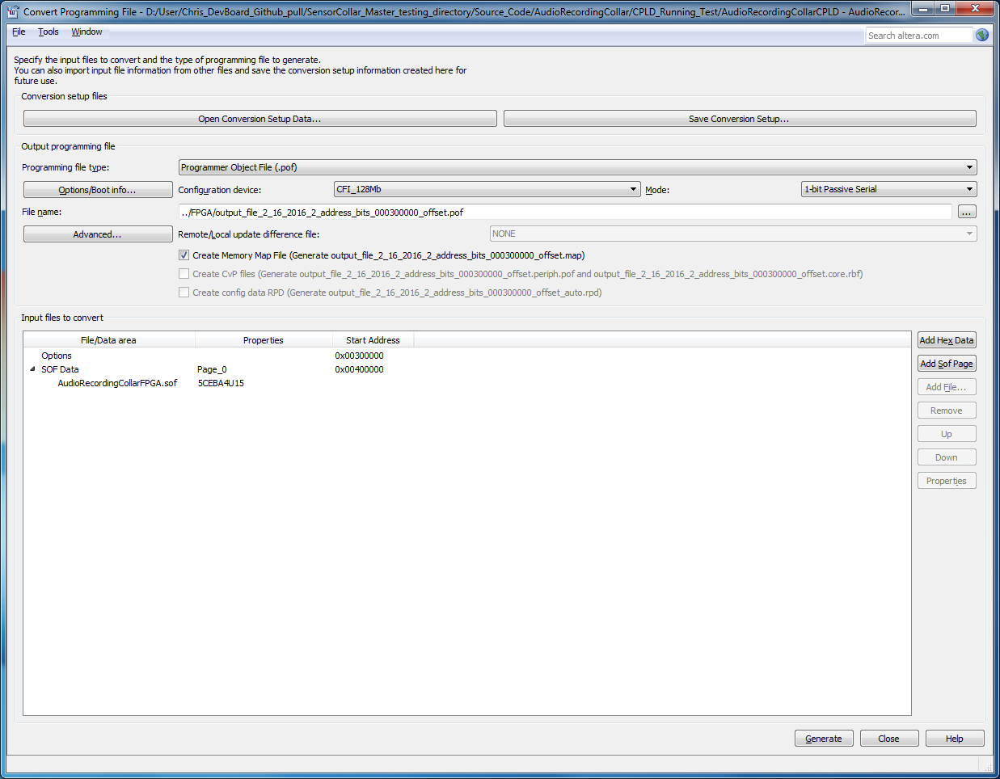 Convert Programming File - D:/User/Chris_DevBoard_Github_pull/SensorCollar_Master_testing_directory/Source_Code/AudioRecordingCollar/CPLD_Running_Test/AudioRecordingCollarCPLD - AudioRecor...
File Tools Window
Search altera.com
Specify the input files to convert and the type of programming file to generate.
You can also import input file information from other files and save the conversion setup information created here for
future use.
Conversion setup files
Open Conversion Setup Data... Save Conversion Setup...
Output programming file
Programming file type: Programmer Object File (.pof)
Options/Boot info... Configuration device: CFI_128Mb Mode: 1-bit Passive Serial
File name: ../FPGA/output_file_2_16_2016_2_address_bits_000300000_offset.pof ...
Advanced... Remote/Local update difference file: NONE
Create Memory Map File (Generate output_file_2_16_2016_2_address_bits_000300000_offset.map)
Create CvP files (Generate output_file_2_16_2016_2_address_bits_000300000_offset.periph.pof and output_file_2_16_2016_2_address_bits_000300000_offset.core.rbf)
Create config data RPD (Generate output_file_2_16_2016_2_address_bits_000300000_offset_auto.rpd)
Input files to convert
File/Data area Properties Start Address
Options 0x00300000
SOF Data Page_0 0x00400000
AudioRecordingCollarFPGA.sof 5CEBA4U15
Add Hex Data
Add Sof Page
Add File...
Remove
Up
Down
Properties
Generate Close Help